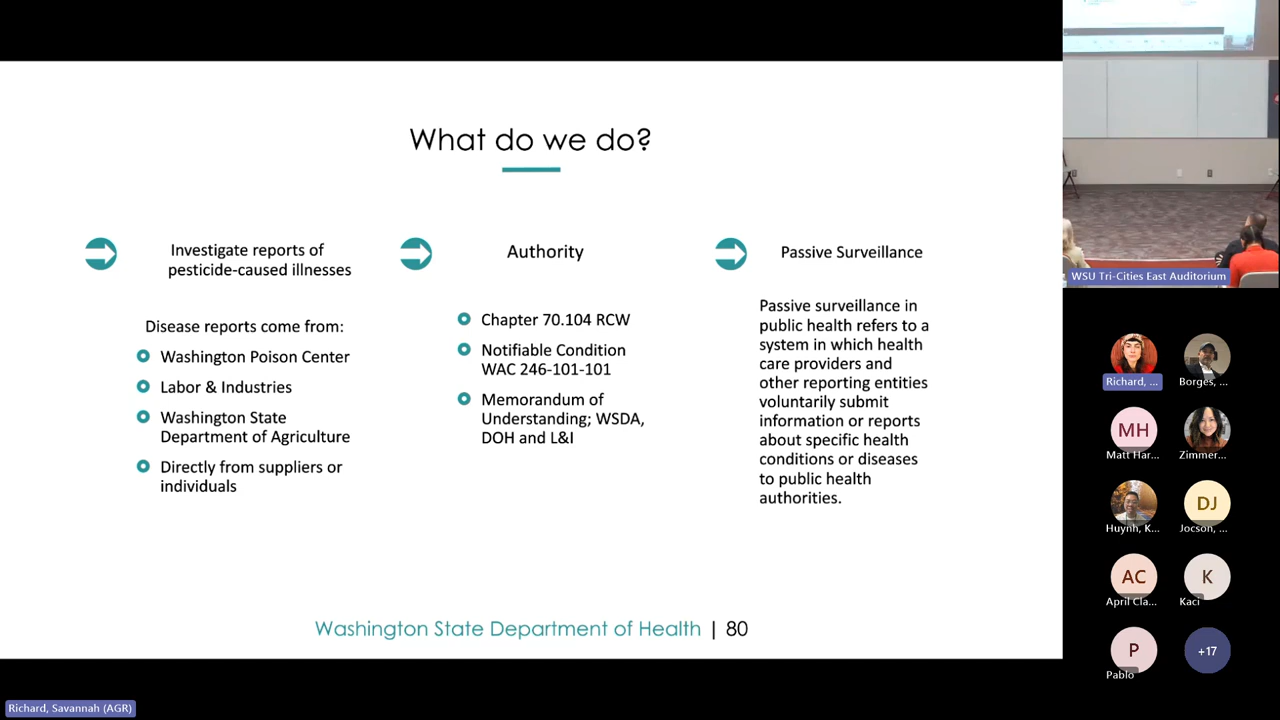 What do we do?
Investigate reports of
pesticide-caused illnesses
Disease reports come from:
Washington Poison Center
Labor & Industries
Washington State
Department of Agriculture
Directly from suppliers or
individuals
Authority
Chapter 70.104 RCW
Notifiable Condition
WAC 246-101-101
Memorandum of
Understanding; WSDA,
DOH and L&I
Passive Surveillance
Passive surveillance in
public health refers to a
system in which health
care providers and
other reporting entities
voluntarily submit
information or reports
about specific health
conditions or diseases
to public health
authorities.
Washington State Department of Health | 80
WSU Tri-Cities East Auditorium
Richard, ...
Borges, ...
MH
Matt Har...
Zimmer...
Huynh, K...
DJ
Jocson, ...
AC
April Cla...
K
Kaci
P
Pablo
+17
Richard, Savannah (AGR)